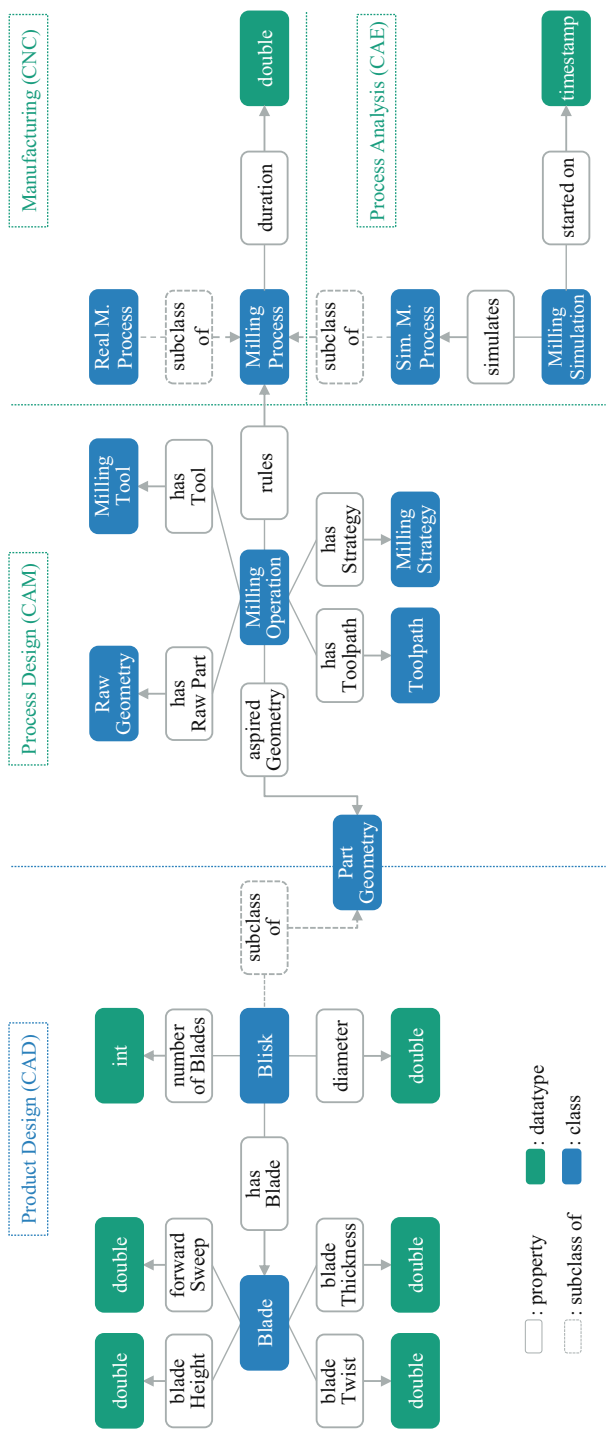 Product Design (CAD)
Process Design (CAM)
Manufacturing (CNC)
double
double
int
Raw
Geometry
Milling
Tool
Real M.
Process
blade
Height
forward
Sweep
number
of Blades
has
Raw Part
has
Tool
subclass
of
Blade
has
Blade
Blisk
subclass
of
aspired
Geometry
Milling
Operation
rules
Milling
Process
duration
double
blade
Twist
blade
Thickness
diameter
Part
Geometry
has
Toolpath
has
Strategy
subclass
of
Process Analysis (CAE)
double
double
double
Toolpath
Milling
Strategy
Sim. M.
Process
simulates
Milling
Simulation
started on
timestamp
: property
: datatype
: subclass of
: class